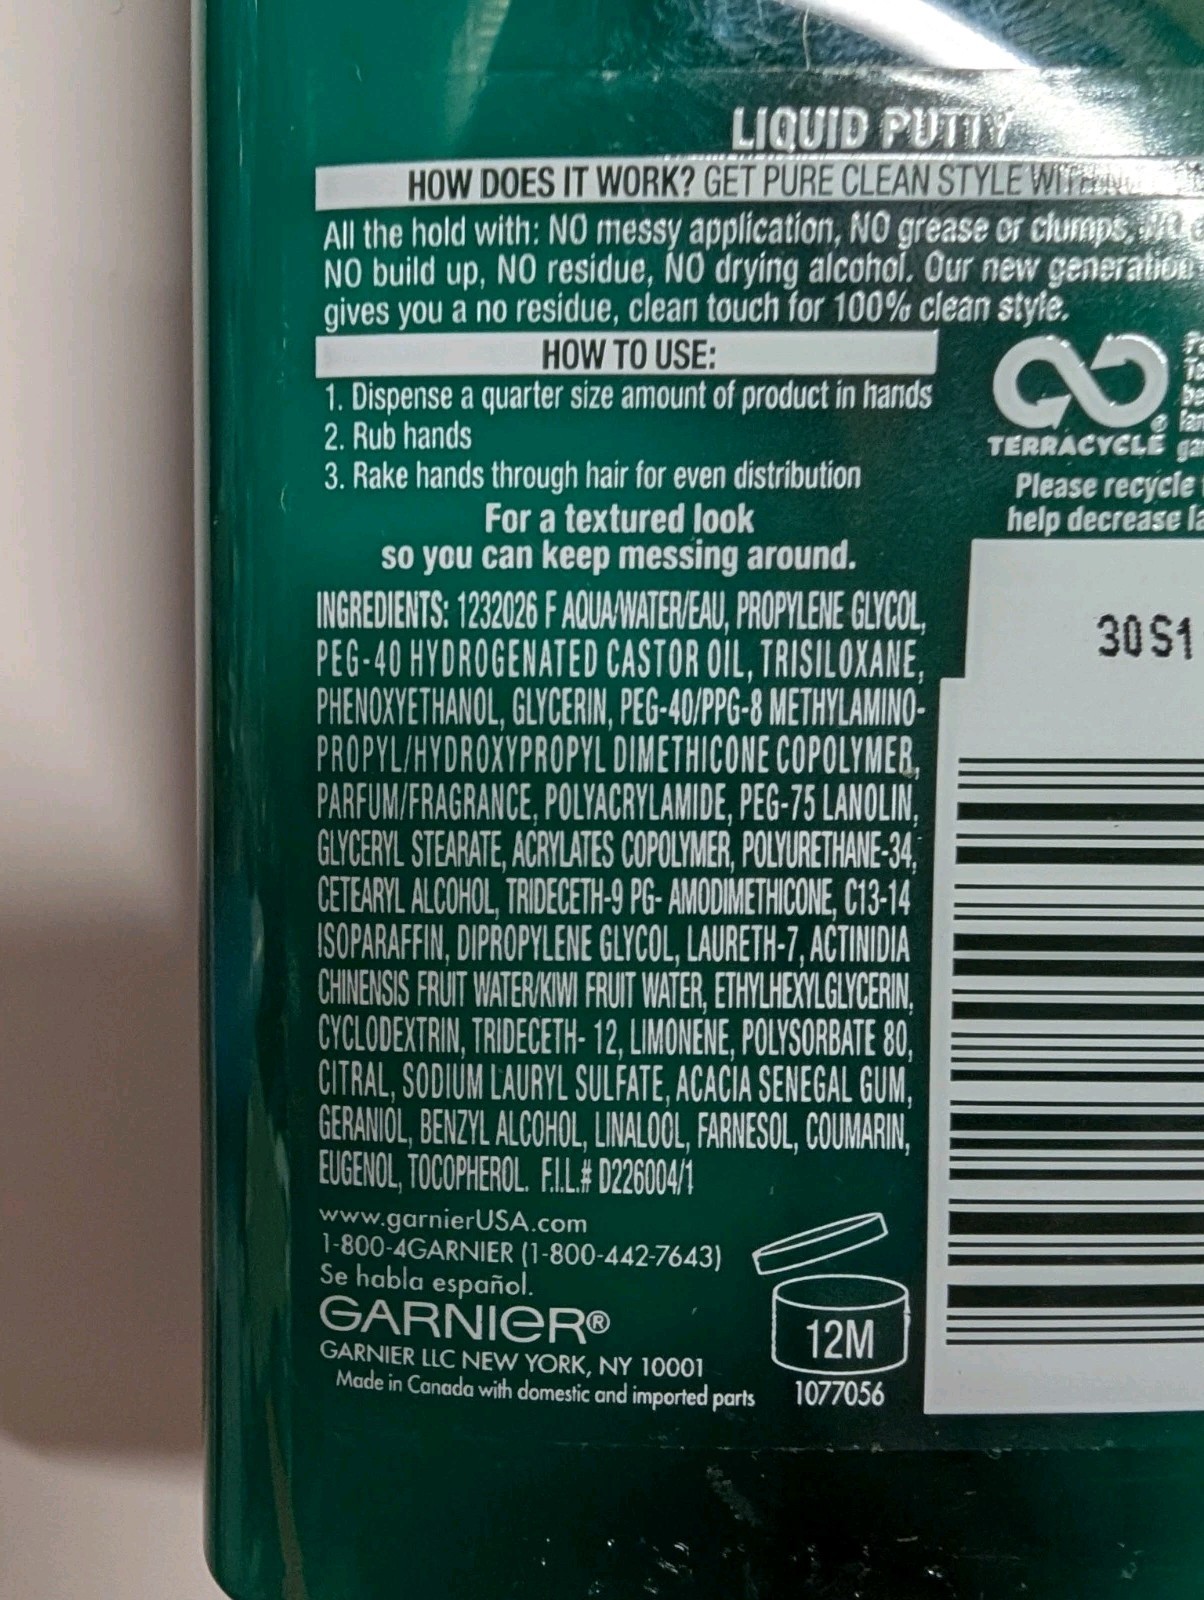 LIQUID PUTTY
HOW DOES IT WORK? GET PURE CLEAN STYLE
All the hold with: NO messy application, NO grease or clumps, NO
NO build up, NO residue, NO drying alcohol. Our new generation
gives you a no residue, clean touch for 100% clean style.
HOW TO USE:
1. Dispense a quarter size amount of product in hands
2. Rub hands
3. Rake hands through hair for even distribution
For a textured look
so you can keep messing around.
TERRACYCLE®
Please recycle
help decrease
30S1
INGREDIENTS: 1232026 F AQUA/WATER/EAU, PROPYLENE GLYCOL,
PEG-40 HYDROGENATED CASTOR OIL, TRISILOXANE,
PHENOXYETHANOL, GLYCERIN, PEG-40/PPG-8 METHYLAMINO-
PROPYL/HYDROXYPROPYL DIMETHICONE COPOLYMER,
PARFUM/FRAGRANCE, POLYACRYLAMIDE, PEG-75 LANOLIN,
GLYCERYL STEARATE, ACRYLATES COPOLYMER, POLYURETHANE-34,
CETEARYL ALCOHOL, TRIDECETH-9 PG- AMODIMETHICONE, C13-14
ISOPARAFFIN, DIPROPYLENE GLYCOL, LAURETH-7, ACTINIDIA
CHINENSIS FRUIT WATER/KIWI FRUIT WATER, ETHYLHEXYLGLYCERIN,
CYCLODEXTRIN, TRIDECETH- 12, LIMONENE, POLYSORBATE 80,
CITRAL, SODIUM LAURYL SULFATE, ACACIA SENEGAL GUM,
GERANIOL, BENZYL ALCOHOL, LINALOOL, FARNESOL, COUMARIN,
EUGENOL, TOCOPHEROL. F.I.L.# D226004/1
www.garnierUSA.com
1-800-4GARNIER (1-800-442-7643)
Se habla español.
GARNIER®
GARNIER LLC NEW YORK, NY 10001
Made in Canada with domestic and imported parts
12M
1077056